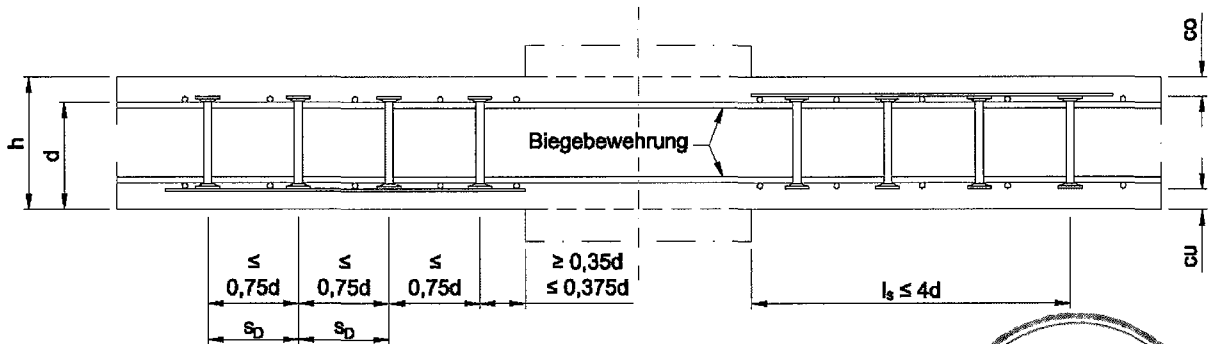 co
h
d
Biegebewehrung
≤ ≤ ≤ ≥ 0,35d
0,75d 0,75d 0,75d ≤ 0,375d
lₛ ≤ 4d
cu
s_D s_D